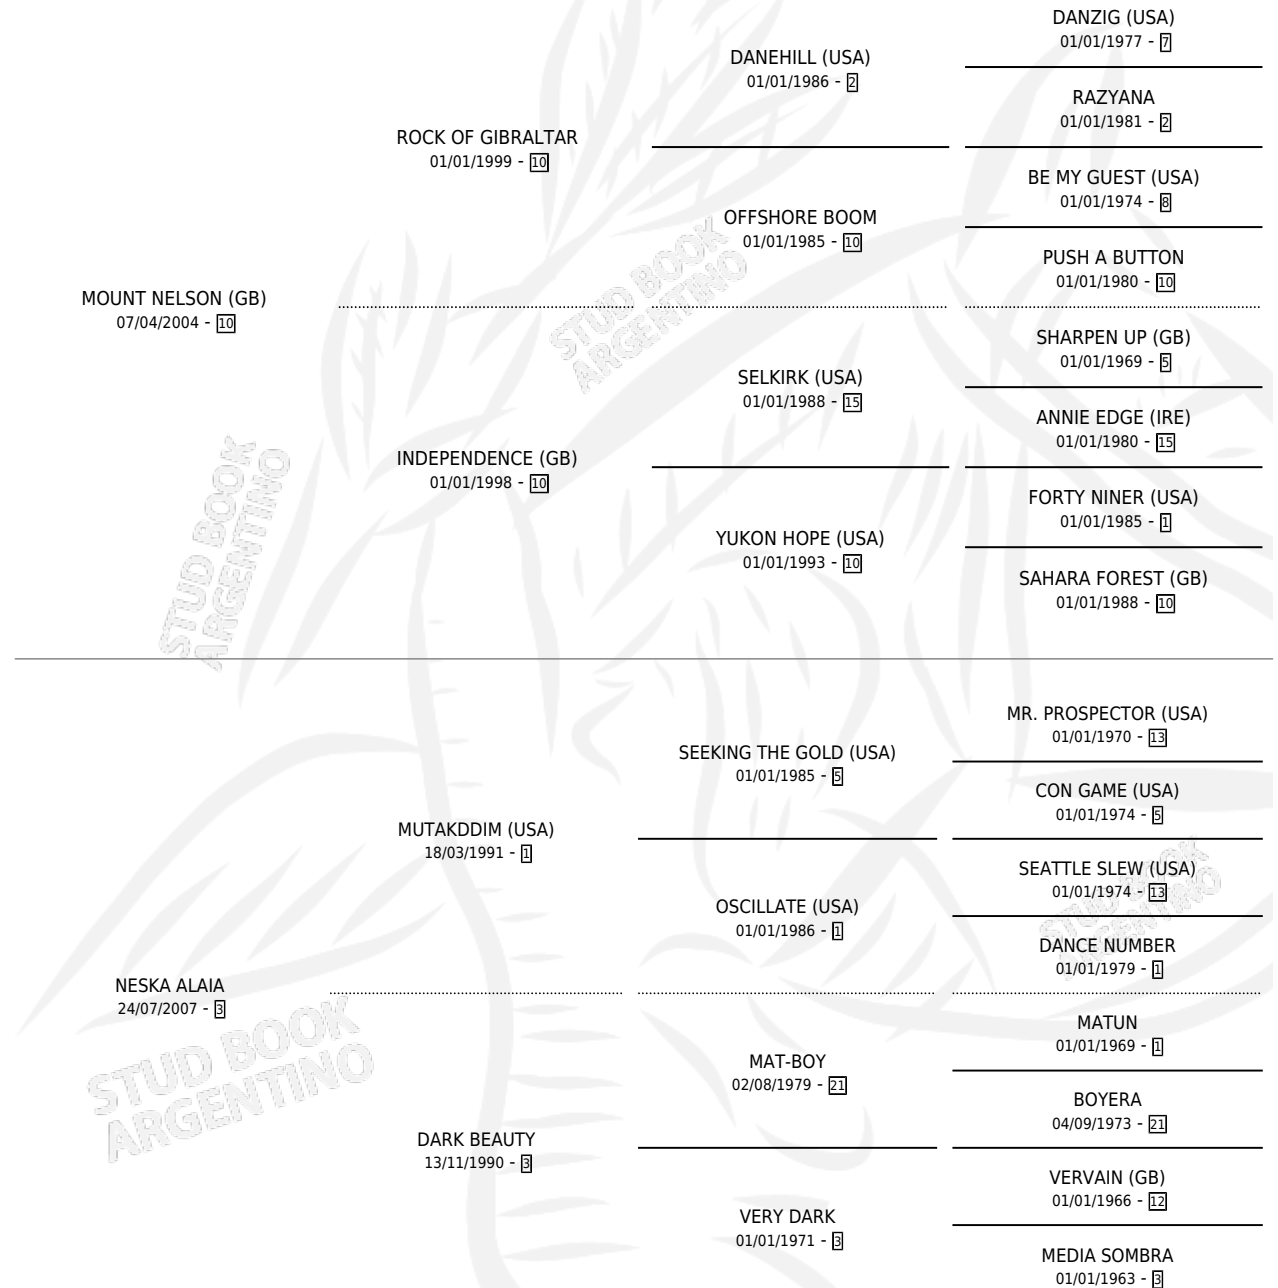 DANZIG (USA)
01/01/1977 - 7
DANEHILL (USA)
01/01/1986 - 2
RAZYANA
01/01/1981 - 2
ROCK OF GIBRALTAR
01/01/1999 - 10
BE MY GUEST (USA)
01/01/1974 - 8
OFFSHORE BOOM
01/01/1985 - 10
PUSH A BUTTON
01/01/1980 - 10
MOUNT NELSON (GB)
07/04/2004 - 10
STUD BOOK
ARGENTINO
SHARPEN UP (GB)
01/01/1969 - 5
SELKIRK (USA)
01/01/1988 - 15
ANNIE EDGE (IRE)
01/01/1980 - 15
INDEPENDENCE (GB)
01/01/1998 - 10
FORTY NINER (USA)
01/01/1985 - 1
YUKON HOPE (USA)
01/01/1993 - 10
SAHARA FOREST (GB)
01/01/1988 - 10
STUD BOOK
ARGENTINO
MR. PROSPECTOR (USA)
01/01/1970 - 13
SEEKING THE GOLD (USA)
01/01/1985 - 5
CON GAME (USA)
01/01/1974 - 5
MUTAKDDIM (USA)
18/03/1991 - 1
SEATTLE SLEW (USA)
01/01/1974 - 13
OSCILLATE (USA)
01/01/1986 - 1
STUD BOOK
ARGENTINO
DANCE NUMBER
01/01/1979 - 1
NESKA ALAIA
24/07/2007 - 3
STUD BOOK
ARGENTINO
MATUN
01/01/1969 - 1
MAT-BOY
02/08/1979 - 21
BOYERA
04/09/1973 - 21
DARK BEAUTY
13/11/1990 - 3
VERVAIN (GB)
01/01/1966 - 12
VERY DARK
01/01/1971 - 3
MEDIA SOMBRA
01/01/1963 - 3